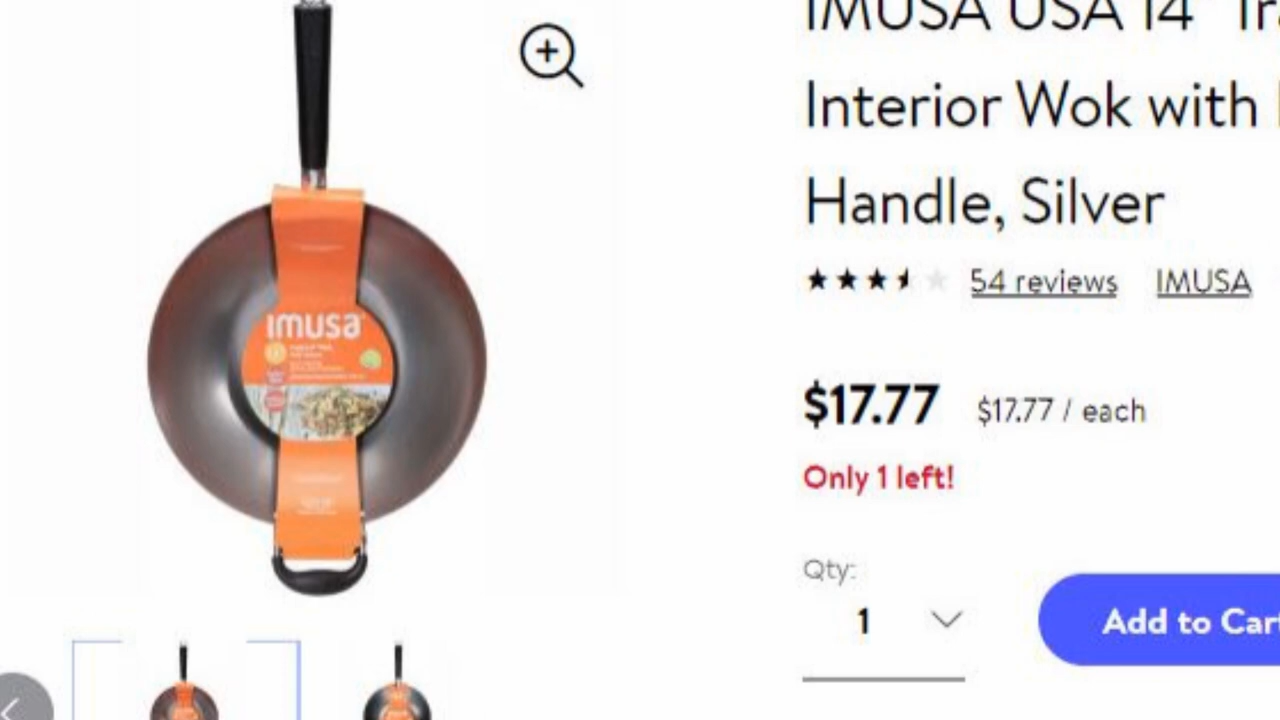 IMUSA USA 14"
Interior Wok with
Handle, Silver
54 reviews IMUSA
$17.77 $17.77 / each
Only 1 left!
Qty:
1
Add to Cart
imusa